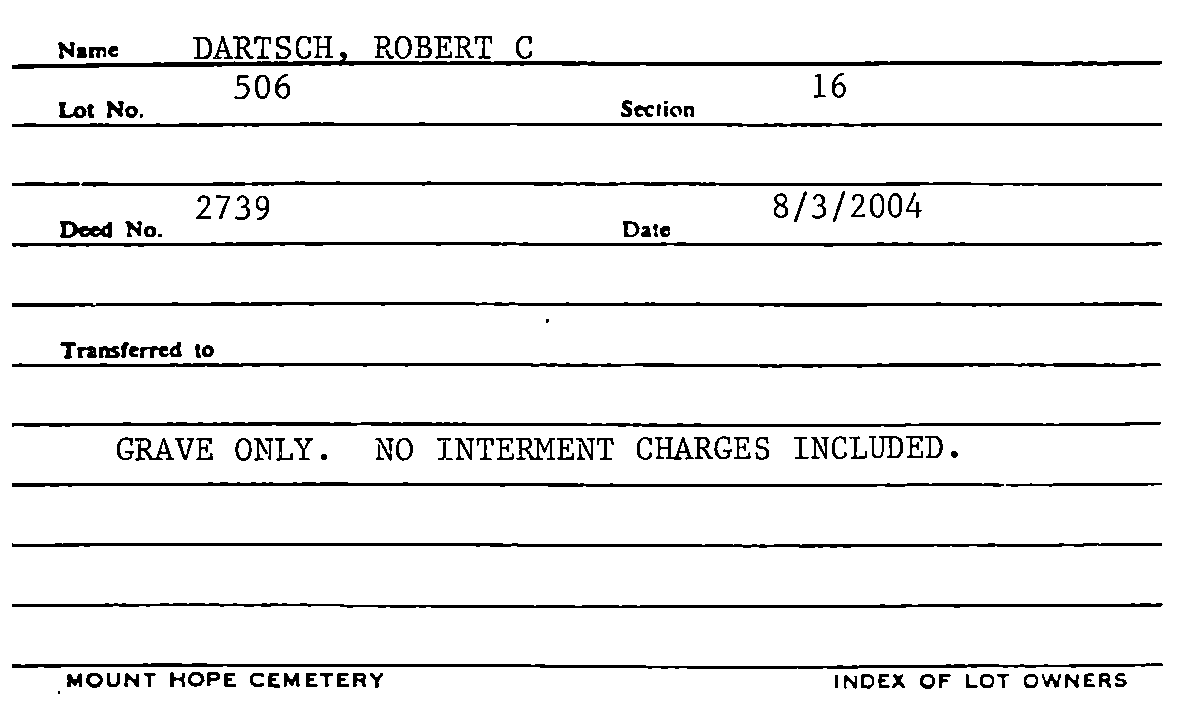 Name DARTSCH, ROBERT C
Lot No. 506 Section 16
Deed No. 2739 Date 8/3/2004
Transferred to
GRAVE ONLY. NO INTERMENT CHARGES INCLUDED.
MOUNT HOPE CEMETERY INDEX OF LOT OWNERS